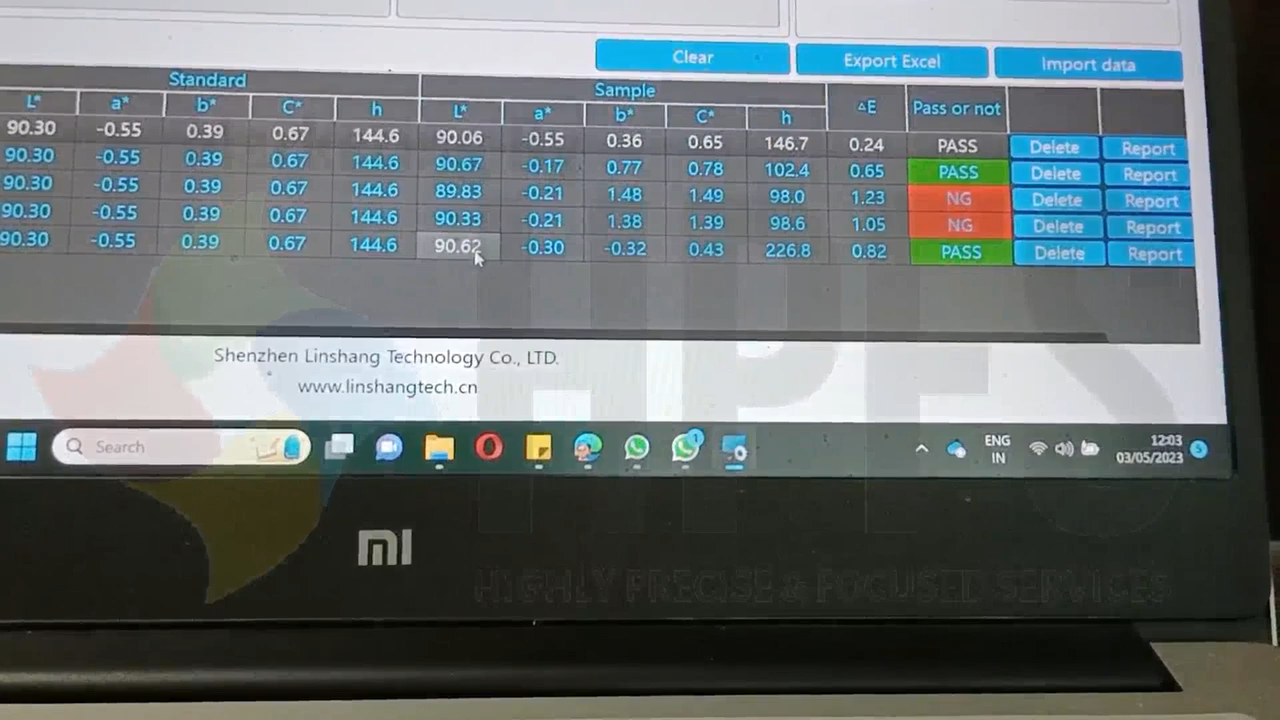 Clear Export Excel Import data
Standard Sample
L* a* b* C* h L* a* b* C* h ΔE Pass or not
90.30 -0.55 0.39 0.67 144.6 90.06 -0.55 0.36 0.65 146.7 0.24 PASS Delete Report
90.30 -0.55 0.39 0.67 144.6 90.67 -0.17 0.77 0.78 102.4 0.65 PASS Delete Report
90.30 -0.55 0.39 0.67 144.6 89.83 -0.21 1.48 1.49 98.0 1.23 NG Delete Report
90.30 -0.55 0.39 0.67 144.6 90.33 -0.21 1.38 1.39 98.6 1.05 NG Delete Report
90.30 -0.55 0.39 0.67 144.6 90.62 -0.30 -0.32 0.43 226.8 0.82 PASS Delete Report
Shenzhen Linshang Technology Co., LTD.
www.linshangtech.cn
Search
ENG
IN
12:03
03/05/2023
5
1
mi
HPFS
HIGHLY PRECISE & FOCUSED SERVICES